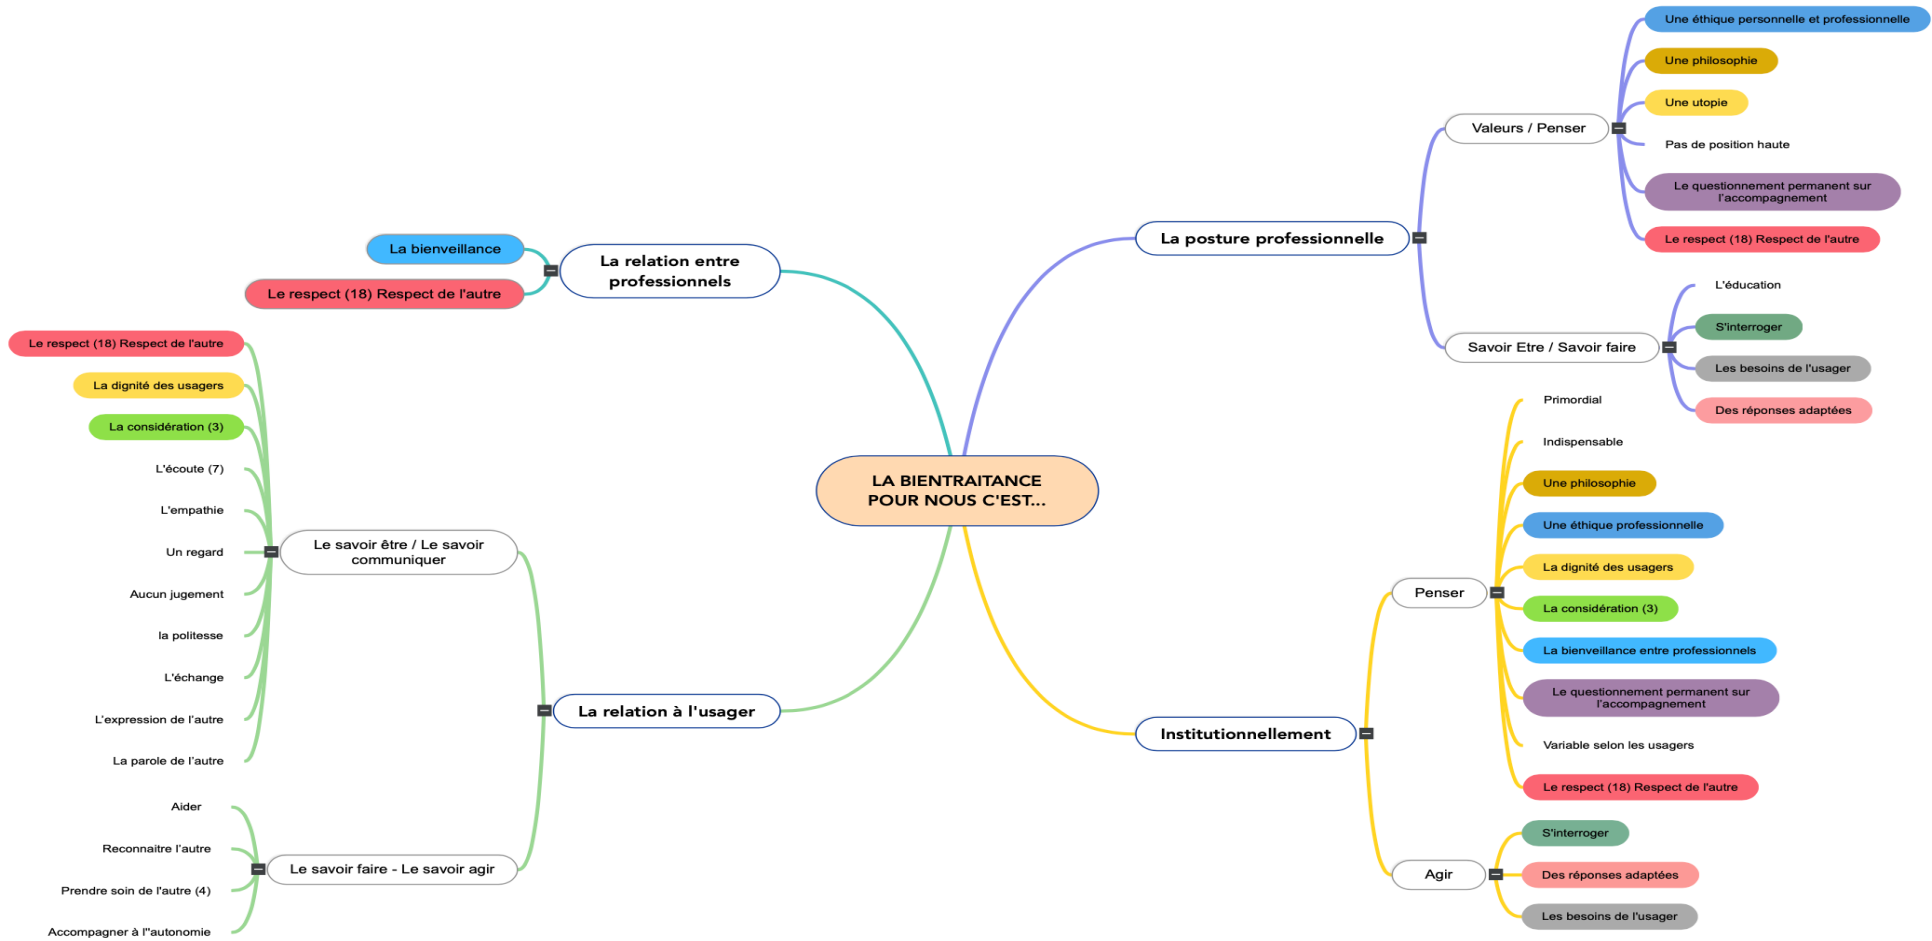 LA BIENTRAITANCE
POUR NOUS C'EST...
La relation entre
professionnels
La bienveillance
Le respect (18) Respect de l'autre
La relation à l'usager
Le savoir être / Le savoir
communiquer
Le respect (18) Respect de l'autre
La dignité des usagers
La considération (3)
L'écoute (7)
L'empathie
Un regard
Aucun jugement
la politesse
L'échange
L'expression de l'autre
La parole de l'autre
Le savoir faire - Le savoir agir
Aider
Reconnaitre l'autre
Prendre soin de l'autre (4)
Accompagner à l''autonomie
La posture professionnelle
Valeurs / Penser
Une éthique personnelle et professionnelle
Une philosophie
Une utopie
Pas de position haute
Le questionnement permanent sur
l'accompagnement
Le respect (18) Respect de l'autre
Savoir Etre / Savoir faire
L'éducation
S'interroger
Les besoins de l'usager
Des réponses adaptées
Institutionnellement
Penser
Primordial
Indispensable
Une philosophie
Une éthique professionnelle
La dignité des usagers
La considération (3)
La bienveillance entre professionnels
Le questionnement permanent sur
l'accompagnement
Variable selon les usagers
Le respect (18) Respect de l'autre
Agir
S'interroger
Des réponses adaptées
Les besoins de l'usager